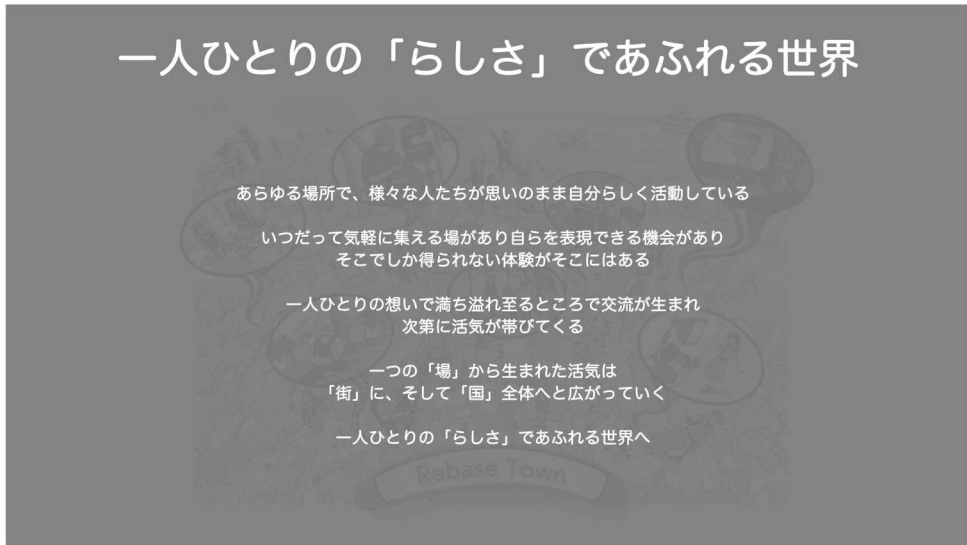 一人ひとりの「らしさ」であふれる世界
あらゆる場所で、様々な人たちが思いのまま自分らしく活動している
いつだって気軽に集える場があり自らを表現できる機会があり
そこでしか得られない体験がそこにはある
一人ひとりの想いで満ち溢れ至るところで交流が生まれ
次第に活気が帯びてくる
一つの「場」から生まれた活気は
「街」に、そして「国」全体へと広がっていく
一人ひとりの「らしさ」であふれる世界へ
Rebase Town